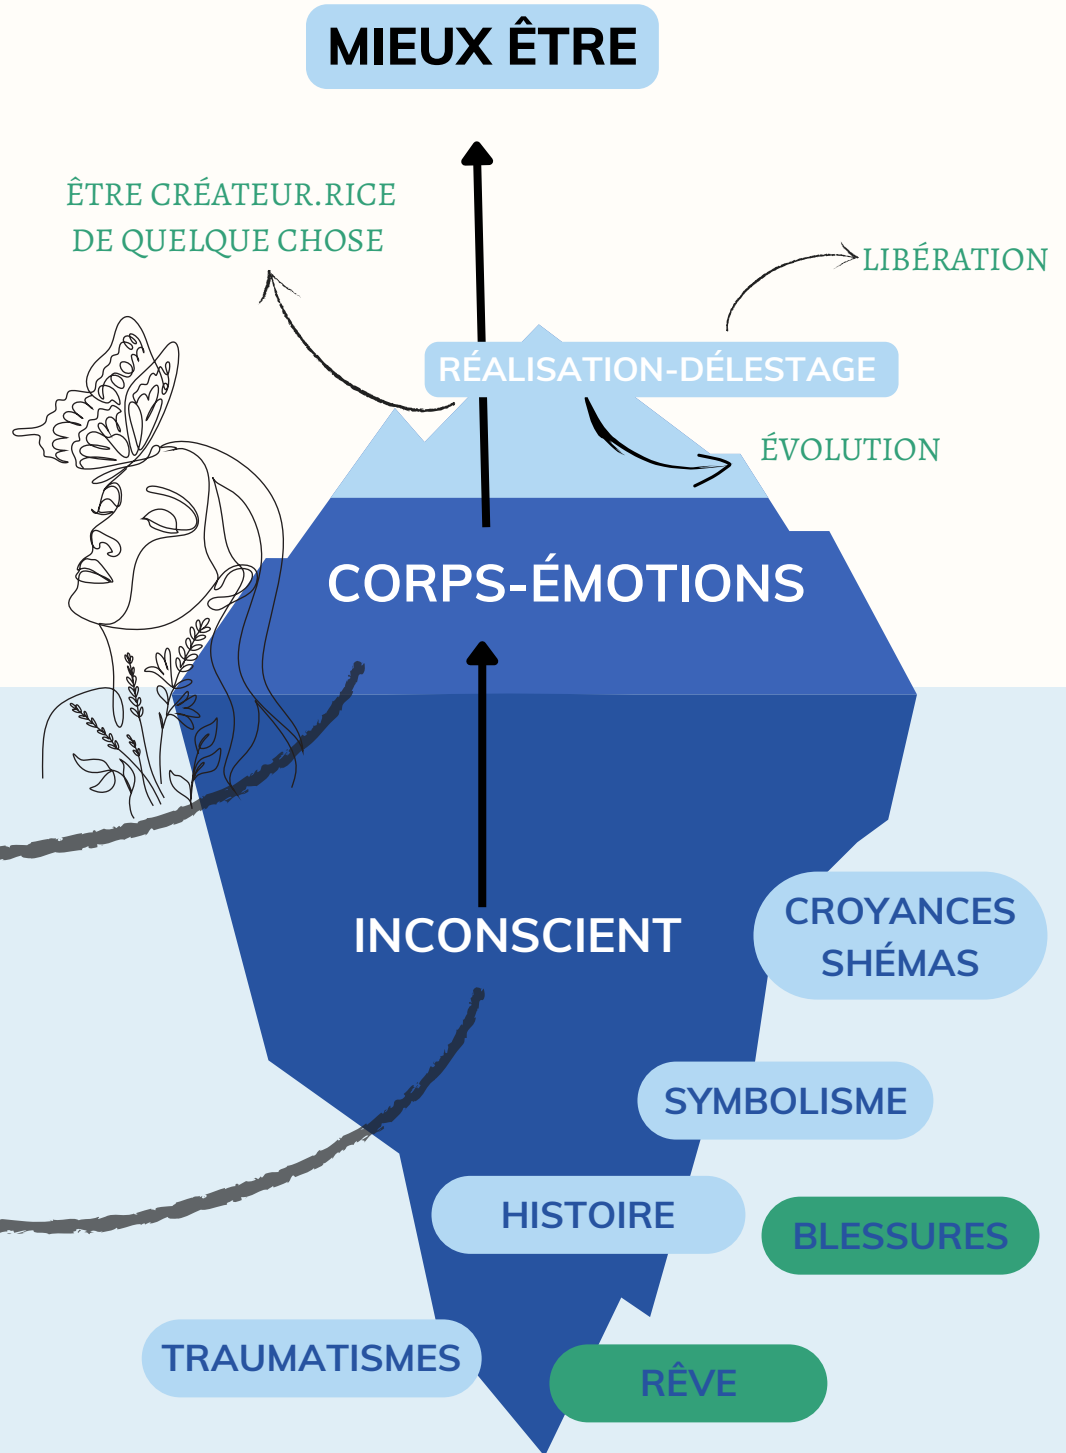 MIEUX ÊTRE
ÊTRE CRÉATEUR.RICE
DE QUELQUE CHOSE
LIBÉRATION
RÉALISATION-DÉLESTAGE
ÉVOLUTION
CORPS-ÉMOTIONS
INCONSCIENT
CROYANCES
SHÉMAS
SYMBOLISME
HISTOIRE
BLESSURES
TRAUMATISMES
RÊVE